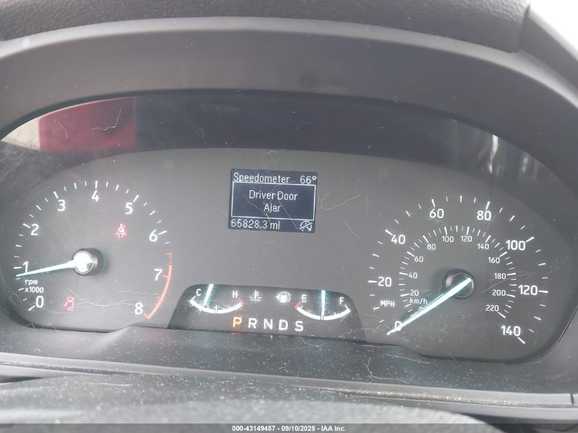 Speedometer 66°
Driver Door
Ajar
65828.3 mi
0 1 2 3 4 5 6 7 8
rpm
x1000
C H E F
P R N D S
0 20 40 60 80 100 120 140
MPH
20 40 60 80 100 120 140 160 180 200 220
km/h
000-43149487 - 09/10/2025 - IAA Inc.